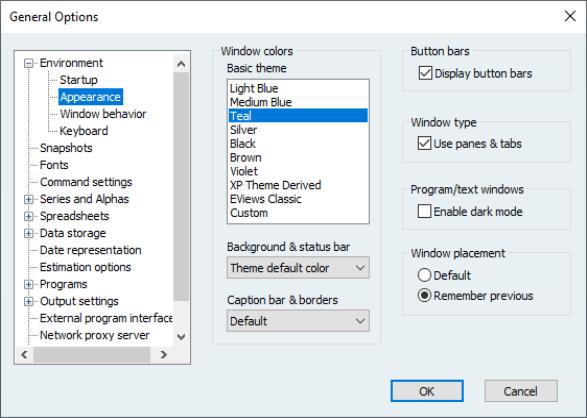 General Options
Environment
Startup
Appearance
Window behavior
Keyboard
Snapshots
Fonts
Command settings
Series and Alphas
Spreadsheets
Data storage
Date representation
Estimation options
Programs
Output settings
External program interface
Network proxy server
Window colors
Basic theme
Light Blue
Medium Blue
Teal
Silver
Black
Brown
Violet
XP Theme Derived
EViews Classic
Custom
Background & status bar
Theme default color
Caption bar & borders
Default
Button bars
Display button bars
Window type
Use panes & tabs
Program/text windows
Enable dark mode
Window placement
Default
Remember previous
OK
Cancel